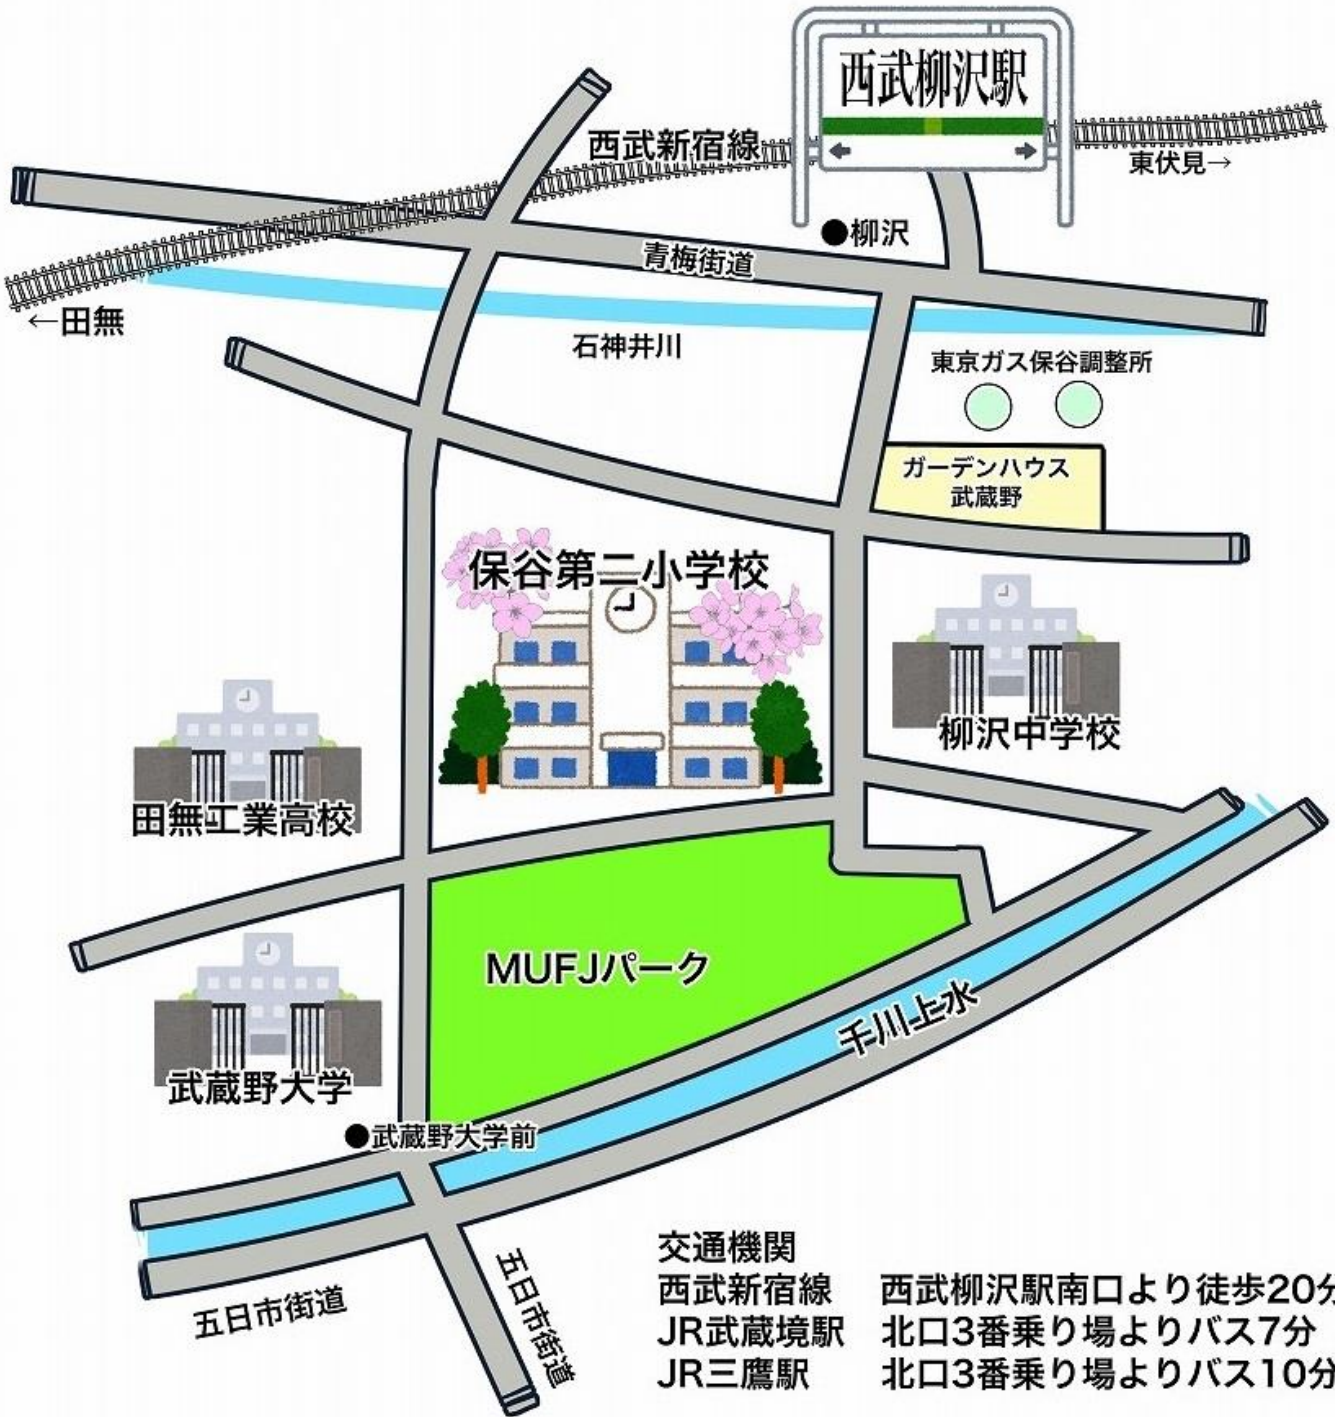 西武柳沢駅
西武新宿線
東伏見→
●柳沢
青梅街道
←田無
石神井川
東京ガス保谷調整所
ガーデンハウス
武蔵野
保谷第二小学校
柳沢中学校
田無工業高校
MUFJパーク
千川上水
武蔵野大学
●武蔵野大学前
五日市街道
五日市街道
交通機関
西武新宿線 西武柳沢駅南口より徒歩20分
JR武蔵境駅 北口3番乗り場よりバス7分
JR三鷹駅 北口3番乗り場よりバス10分